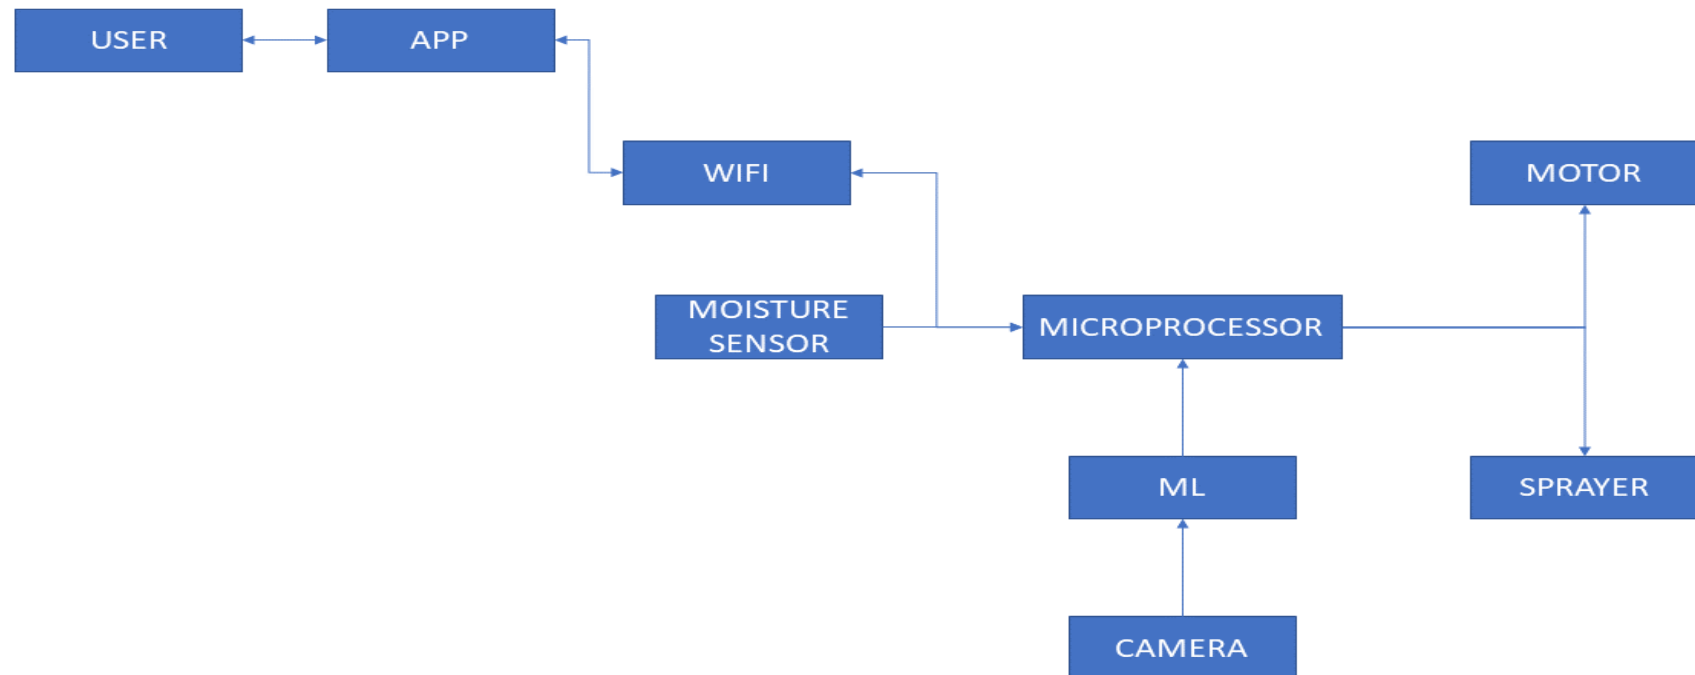 USER
APP
WIFI
MOTOR
MOISTURE
SENSOR
MICROPROCESSOR
ML
SPRAYER
CAMERA